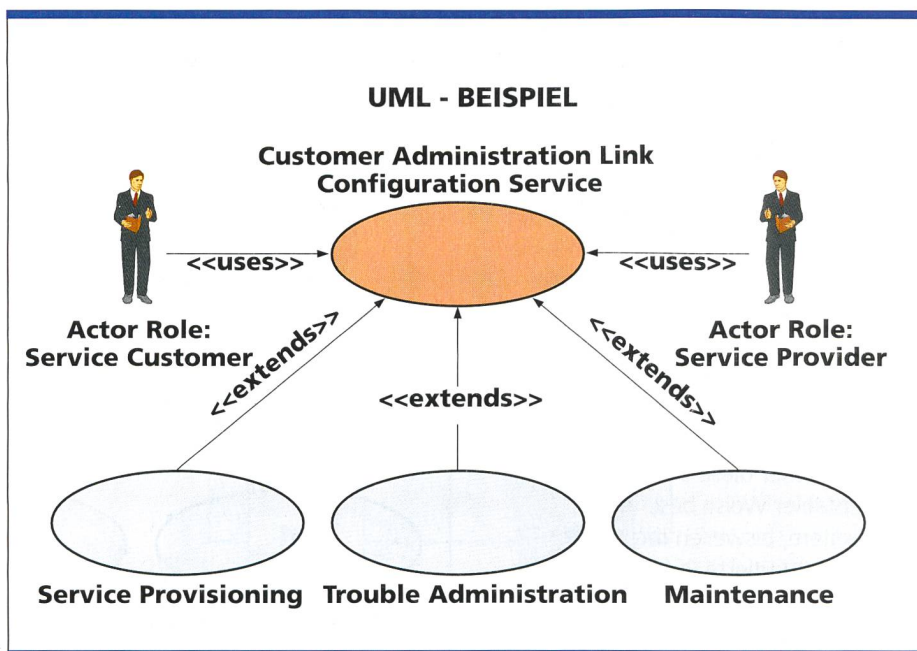 UML - BEISPIEL
Customer Administration Link
Configuration Service
<<uses>>
<<uses>>
Actor Role:
Service Customer
Actor Role:
Service Provider
<<extends>>
<<extends>>
<<extends>>
Service Provisioning
Trouble Administration
Maintenance